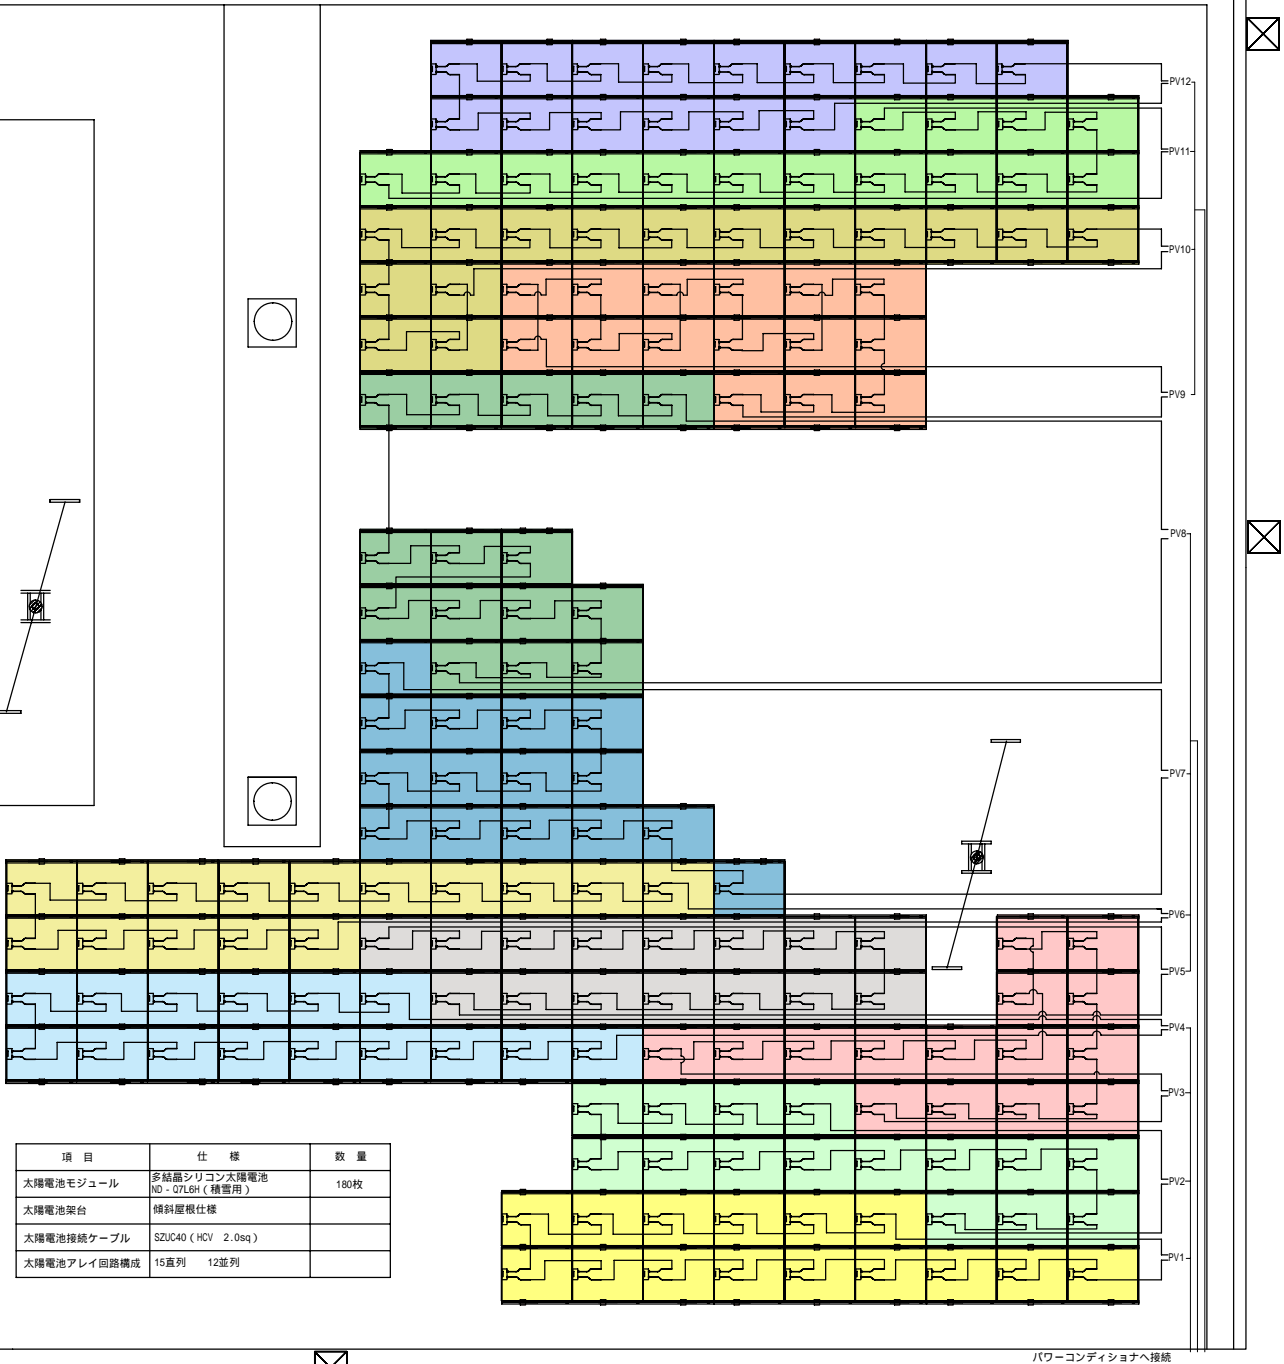 PV12
PV11
PV10
PV9
PV8
PV7
PV6
PV5
PV4
PV3
PV2
PV1
項 目 仕 様 数 量
太陽電池モジュール 多結晶シリコン太陽電池 180枚
ND - Q7L6H ( 積雪用 )
太陽電池架台 傾斜屋根仕様
太陽電池接続ケーブル SZUC40 ( HCV 2.0sq )
太陽電池アレイ回路構成 15直列 12並列
パワーコンディショナへ接続